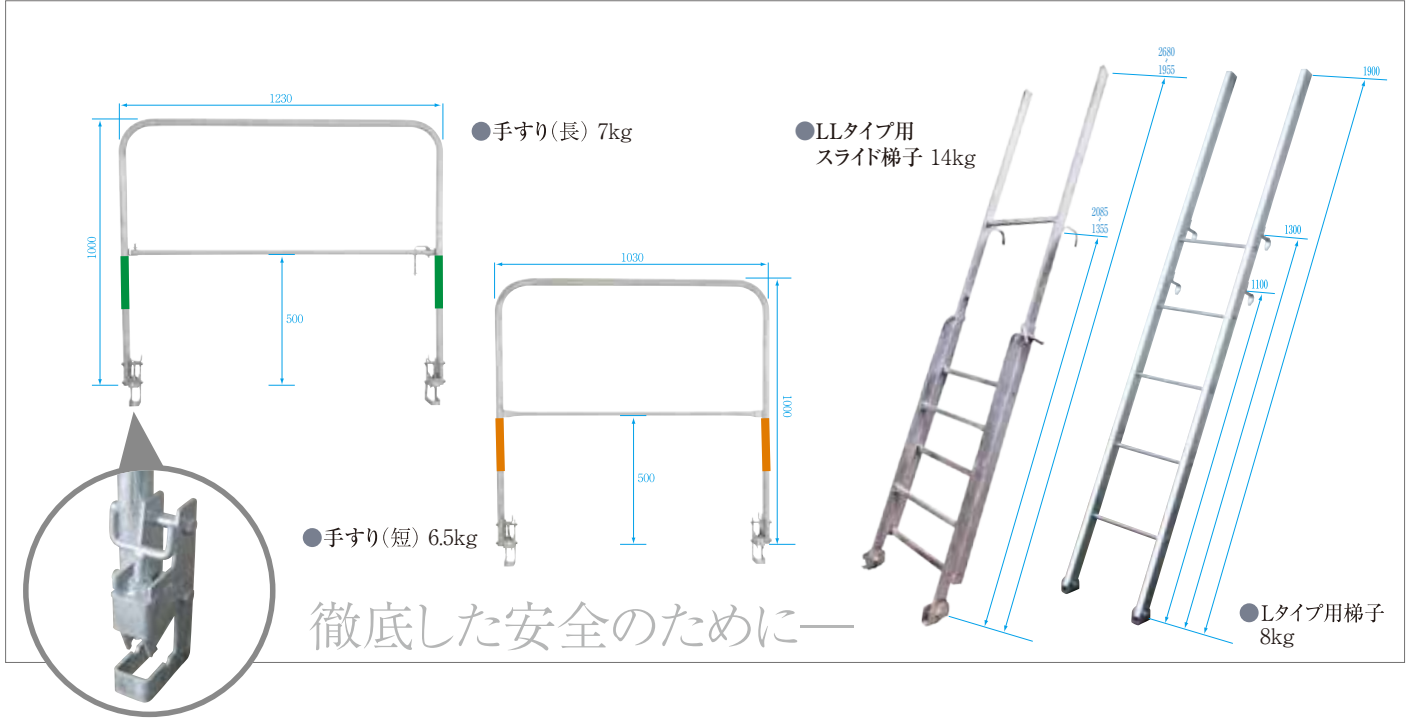 1230
●手すり（長） 7kg
1000
500
1030
1000
500
●手すり（短） 6.5kg
●LLタイプ用
スライド梯子 14kg
2680
〜
1955
2085
〜
1355
1900
1300
1100
●Lタイプ用梯子
8kg
徹底した安全のために―